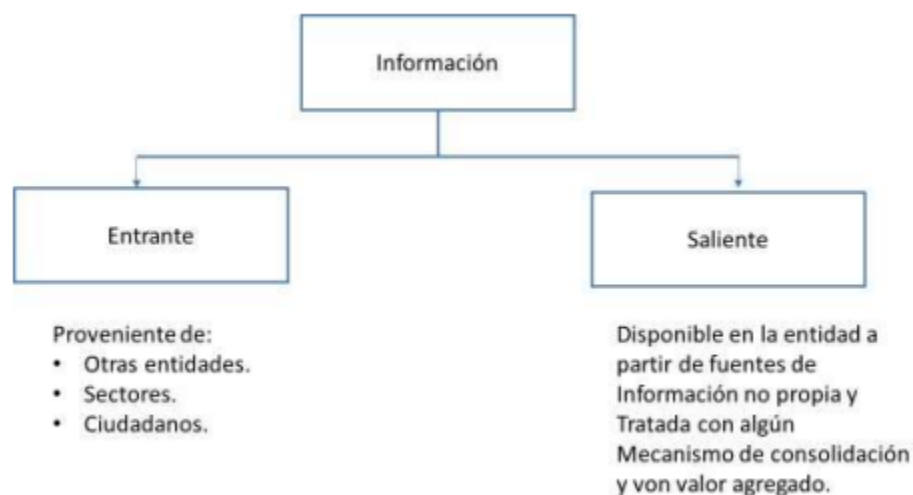 Información
Entrante
Saliente
Proveniente de:
• Otras entidades.
• Sectores.
• Ciudadanos.
Disponible en la entidad a
partir de fuentes de
Información no propia y
Tratada con algún
Mecanismo de consolidación
y von valor agregado.